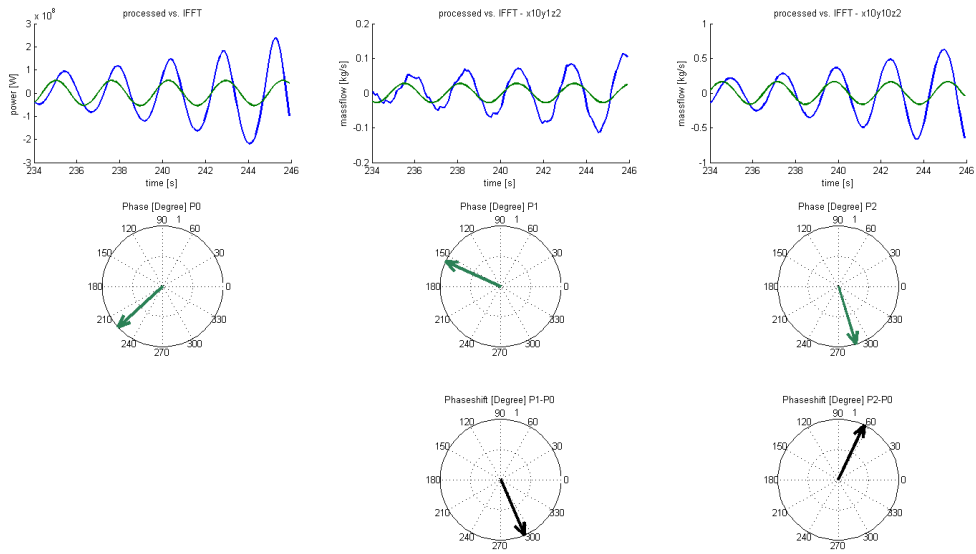 processed vs. IFFT
x 10^8
3
2
1
0
-1
-2
-3
power [W]
234 236 238 240 242 244 246
time [s]
processed vs. IFFT - x10y1z2
0.2
0.1
0
-0.1
-0.2
massflow [kg/s]
234 236 238 240 242 244 246
time [s]
processed vs. IFFT - x10y10z2
1
0.5
0
-0.5
-1
massflow [kg/s]
234 236 238 240 242 244 246
time [s]
Phase [Degree] P0
90 1
120 60
150 30
180 0
210 330
240 300
270
Phase [Degree] P1
90 1
120 60
150 30
180 0
210 330
240 300
270
Phase [Degree] P2
90 1
120 60
150 30
180 0
210 330
240 300
270
Phaseshift [Degree] P1-P0
90 1
120 60
150 30
180 0
210 330
240 300
270
Phaseshift [Degree] P2-P0
90 1
120 60
150 30
180 0
210 330
240 300
270